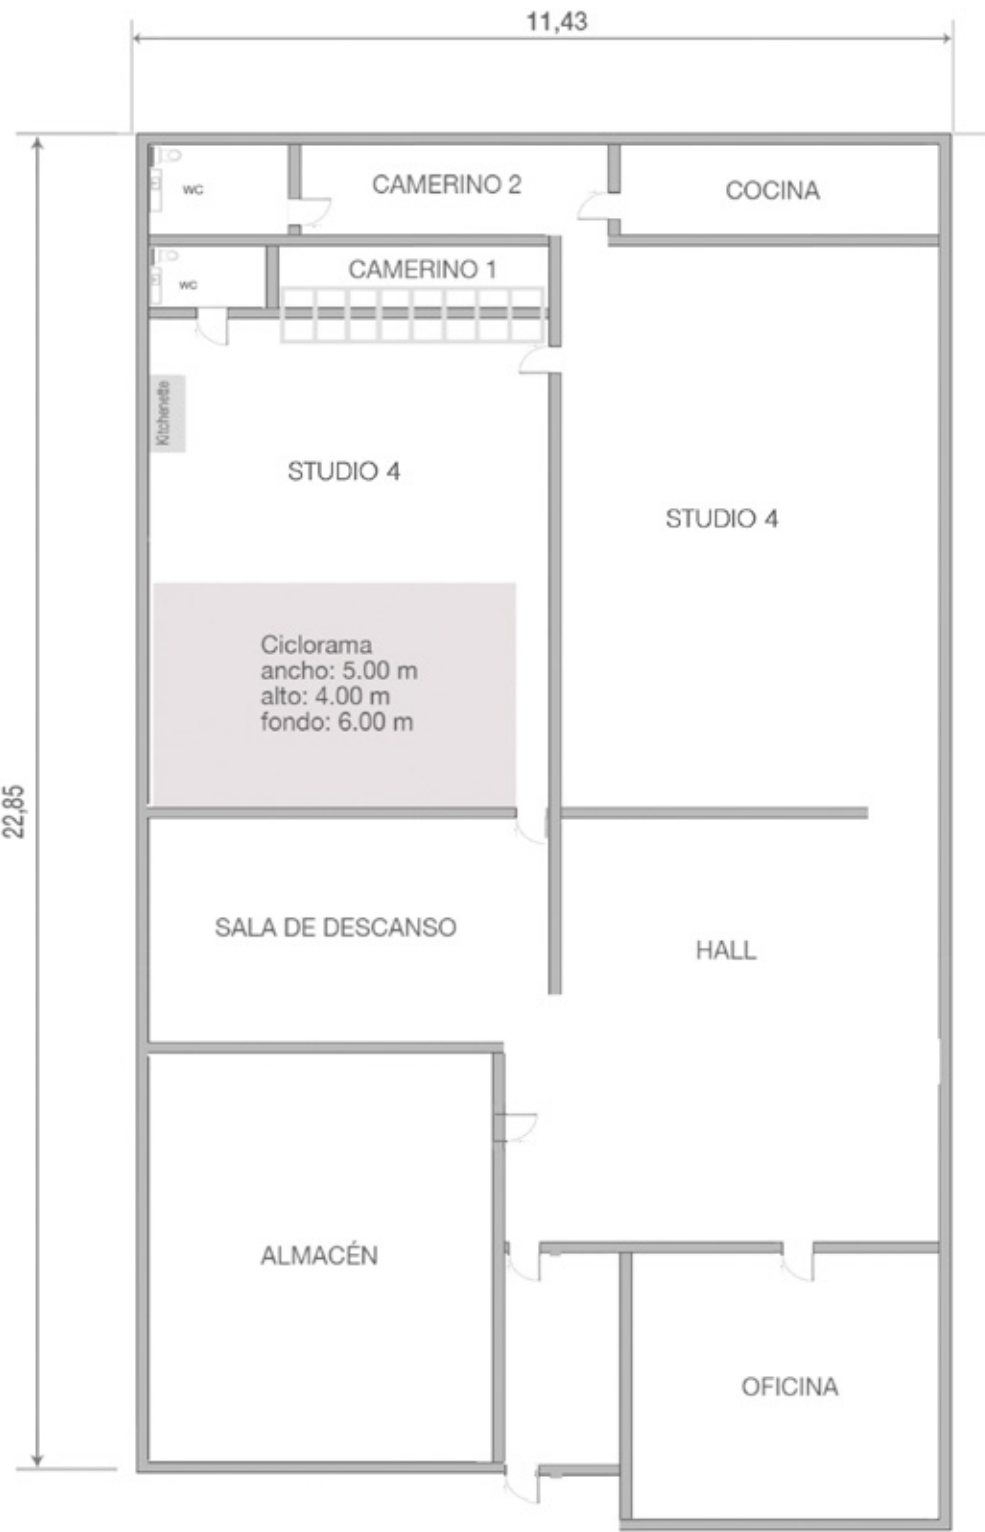 11,43
WC
CAMERINO 2
COCINA
WC
CAMERINO 1
Kitchenette
STUDIO 4
STUDIO 4
Ciclorama
ancho: 5.00 m
alto: 4.00 m
fondo: 6.00 m
22,85
SALA DE DESCANSO
HALL
ALMACÉN
OFICINA